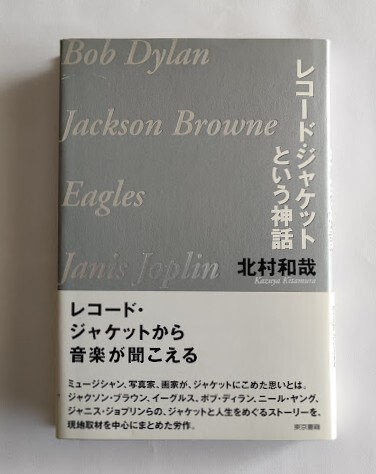 Bob Dylan
Jackson Browne
Eagles
Janis Joplin
レコード・ジャケット
という神話
北村和哉
Kazuya Kitamura
レコード・
ジャケットから
音楽が聞こえる
ミュージシャン、写真家、画家が、ジャケットにこめた思いとは。
ジャクソン・ブラウン、イーグルス、ボブ・ディラン、ニール・ヤング、
ジャニス・ジョプリンらの、ジャケットと人生をめぐるストーリーを、
現地取材を中心にまとめた労作。
東京書籍